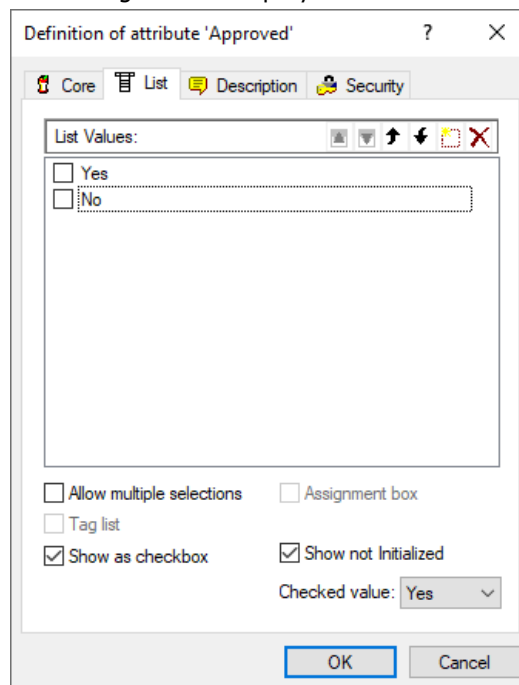 Definition of attribute 'Approved' ?
Core List Description Security
List Values:
Yes
No
Allow multiple selections Assignment box
Tag list
Show as checkbox Show not Initialized
Checked value: Yes
OK Cancel